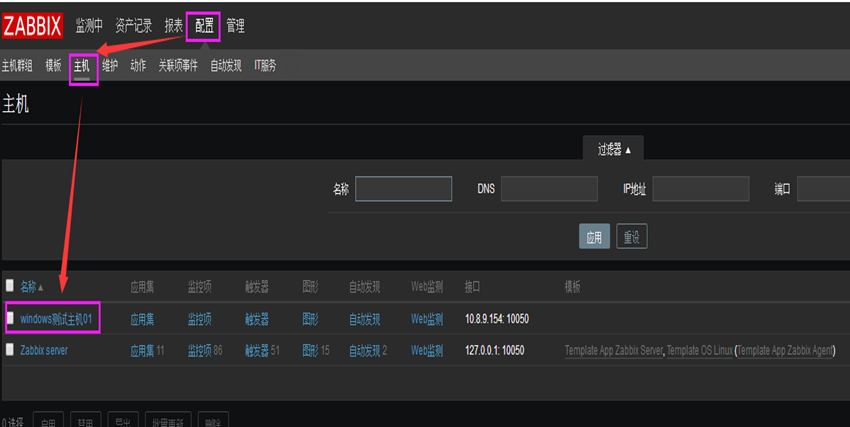 ZABBIX 监测中 资产记录 报表 配置 管理
主机群组 模板 主机 维护 动作 关联项事件 自动发现 IT服务
主机
过滤器 ▲
名称 DNS IP地址 端口
应用 重设
名称▲ 应用集 监控项 触发器 图形 自动发现 Web监测 接口 模板
windows测试主机01 应用集 监控项 触发器 图形 自动发现 Web监测 10.8.9.154: 10050
Zabbix server 应用集 11 监控项 86 触发器 51 图形 15 自动发现 2 Web监测 127.0.0.1: 10050 Template App Zabbix Server, Template OS Linux (Template App Zabbix Agent)
0 选择 启用 禁用 导出 批量更新 删除